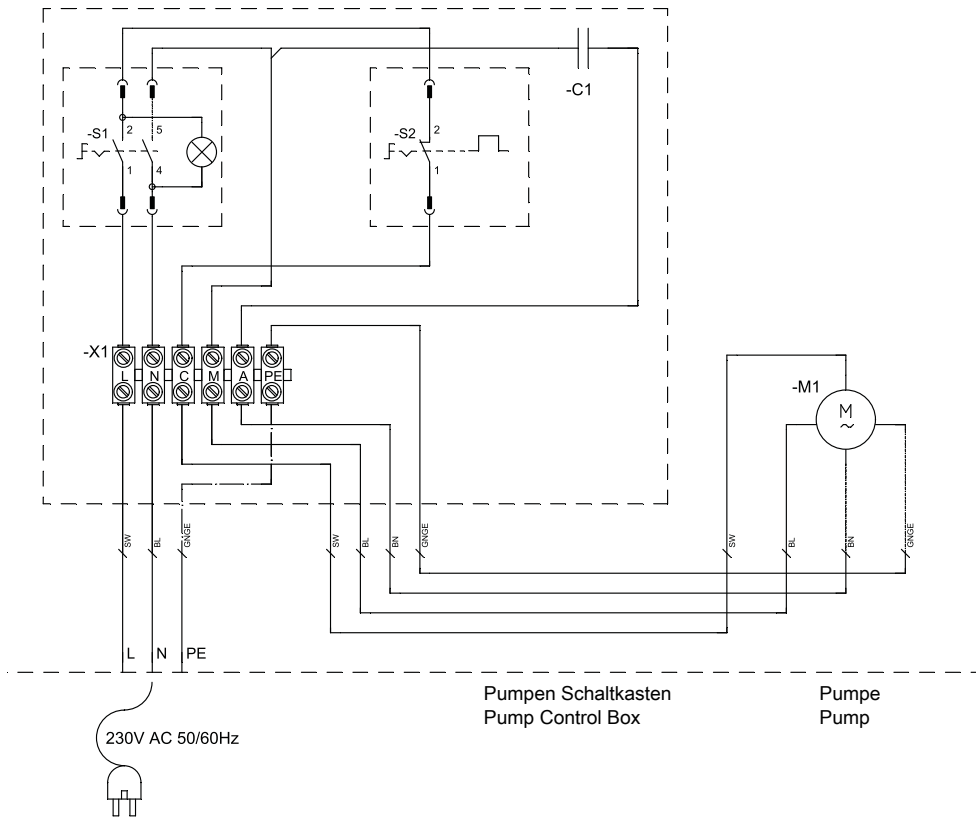 -C1
-S1
2
5
1
4
-S2
2
1
-X1
L
N
C
M
A
PE
-M1
M
~
SW
BL
GNGE
SW
BL
BN
GNGE
SW
BL
BN
GNGE
L
N
PE
Pumpen Schaltkasten
Pump Control Box
Pumpe
Pump
230V AC 50/60Hz